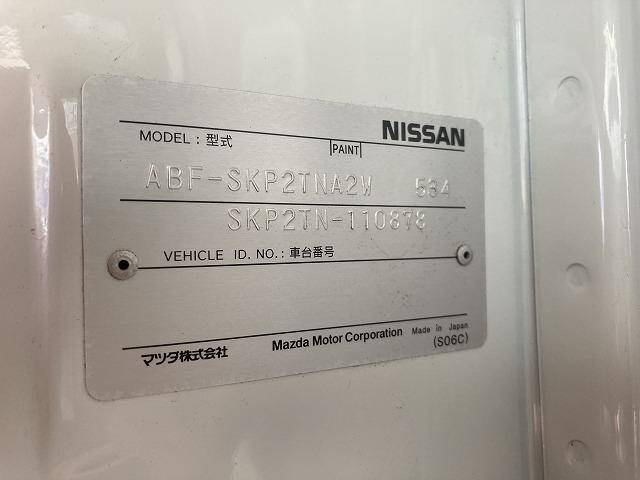 NISSAN
MODEL : 型式 PAINT
ABF-SKP2TNA2W 534
SKP2TN-110878
VEHICLE ID. NO. : 車台番号
マツダ株式会社 Mazda Motor Corporation Made in Japan
(S06C)